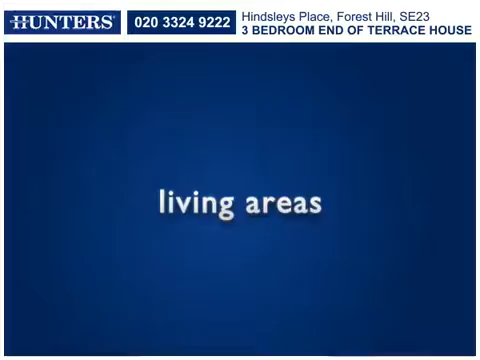 HUNTERS®
020 3324 9222
Hindsleys Place, Forest Hill, SE23
3 BEDROOM END OF TERRACE HOUSE
living areas